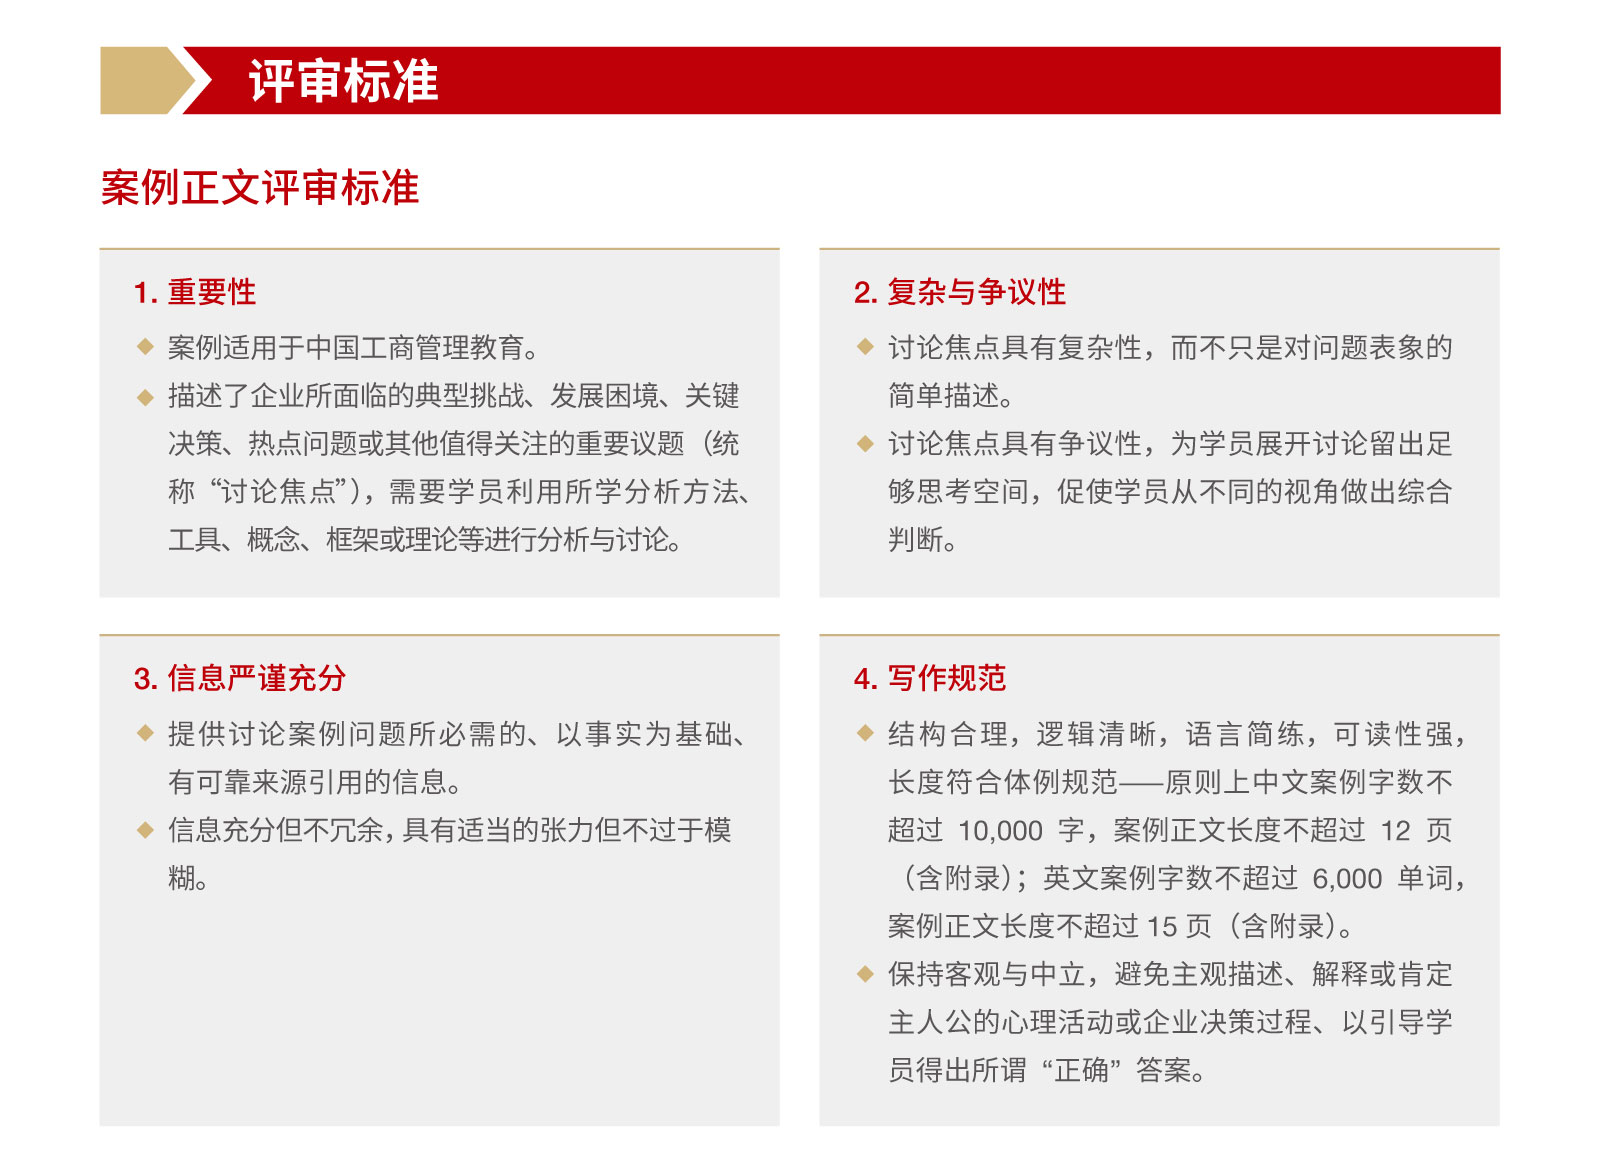 评审标准
案例正文评审标准
1. 重要性
案例适用于中国工商管理教育。
描述了企业所面临的典型挑战、发展困境、关键
决策、热点问题或其他值得关注的重要议题（统
称“讨论焦点”），需要学员利用所学分析方法、
工具、概念、框架或理论等进行分析与讨论。
2. 复杂与争议性
讨论焦点具有复杂性，而不只是对问题表象的
简单描述。
讨论焦点具有争议性，为学员展开讨论留出足
够思考空间，促使学员从不同的视角做出综合
判断。
3. 信息严谨充分
提供讨论案例问题所必需的、以事实为基础、
有可靠来源引用的信息。
信息充分但不冗余，具有适当的张力但不过于模
糊。
4. 写作规范
结构合理，逻辑清晰，语言简练，可读性强，
长度符合体例规范——原则上中文案例字数不
超过 10,000 字，案例正文长度不超过 12 页
（含附录）；英文案例字数不超过 6,000 单词，
案例正文长度不超过 15 页（含附录）。
保持客观与中立，避免主观描述、解释或肯定
主人公的心理活动或企业决策过程、以引导学
员得出所谓“正确”答案。